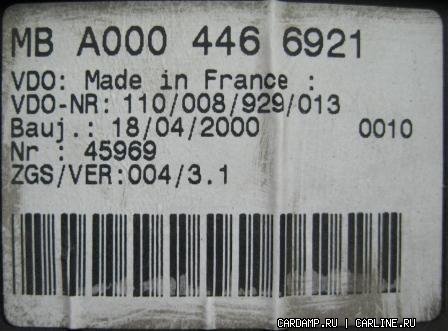 MB A000 446 6921
VDO: Made in France :
VDO-NR: 110/008/929/013
Bauj.: 18/04/2000 0010
Nr : 45969
ZGS/VER:004/3.1
CARDAMP.RU | CARLINE.RU